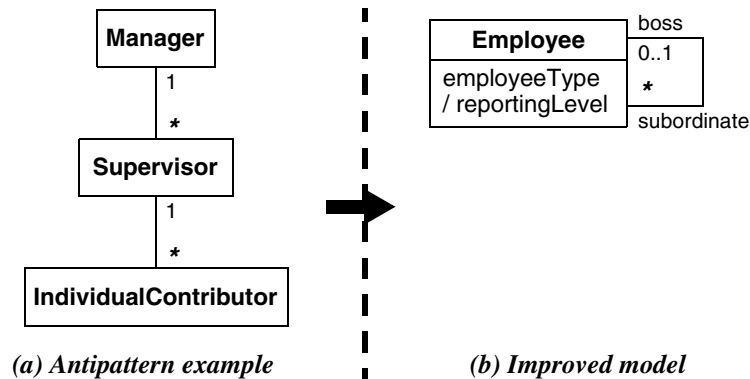 Manager
1
*
Supervisor
1
*
IndividualContributor
(a) Antipattern example
Employee
employeeType
/ reportingLevel
boss
0..1
*
subordinate
(b) Improved model